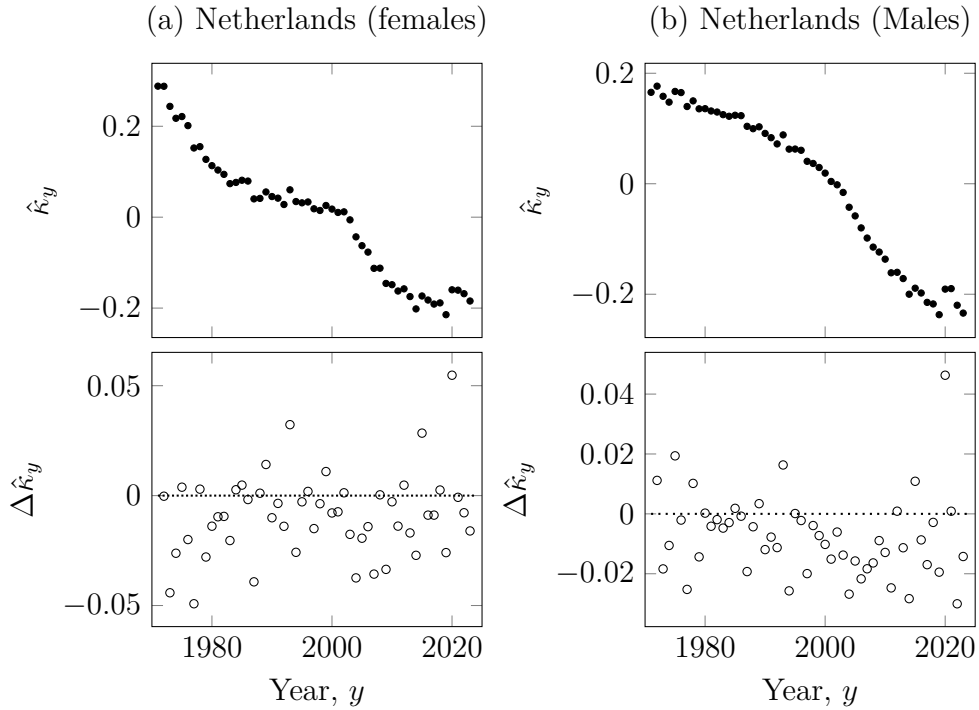 (a) Netherlands (females)
(b) Netherlands (Males)
0.2
0
−0.2
κ̂y
0.2
0
−0.2
κ̂y
0.05
0
−0.05
Δκ̂y
0.04
0.02
0
−0.02
Δκ̂y
1980 2000 2020
1980 2000 2020
Year, y
Year, y